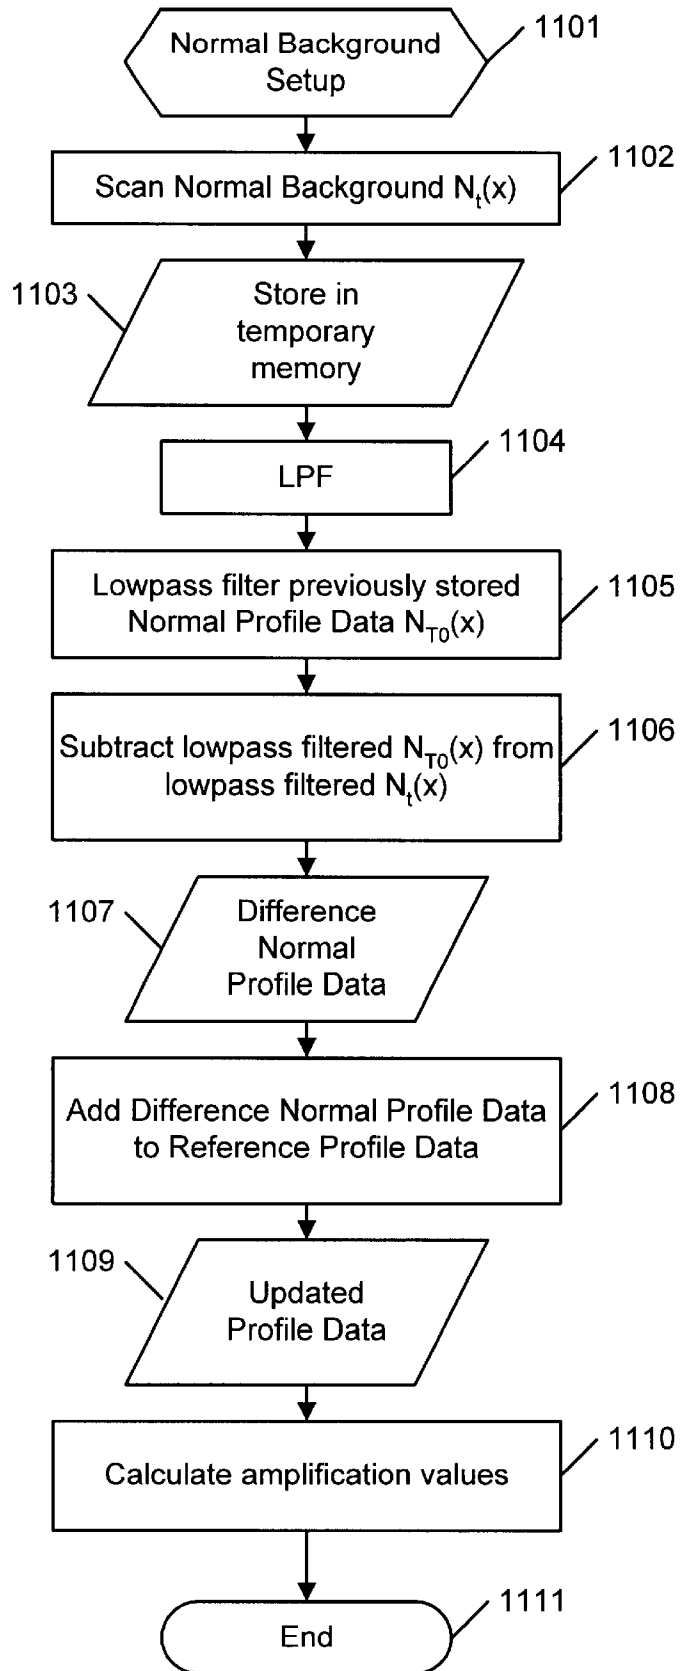 1101
Normal Background
Setup
1102
Scan Normal Background Nt(x)
1103
Store in
temporary
memory
1104
LPF
1105
Lowpass filter previously stored
Normal Profile Data NT0(x)
1106
Subtract lowpass filtered NT0(x) from
lowpass filtered Nt(x)
1107
Difference
Normal
Profile Data
1108
Add Difference Normal Profile Data
to Reference Profile Data
1109
Updated
Profile Data
1110
Calculate amplification values
1111
End